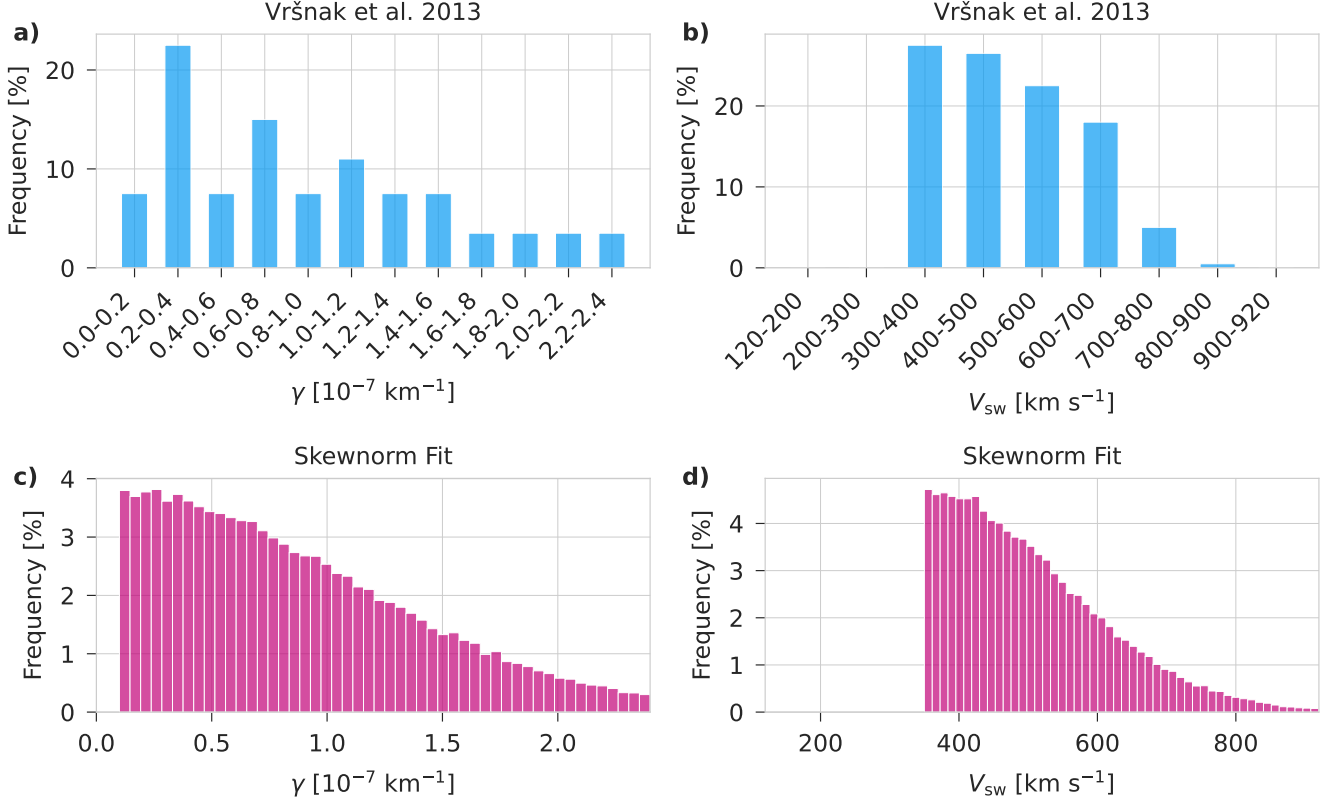 Vršnak et al. 2013
a)
Frequency [%]
20
10
0
0.0-0.2
0.2-0.4
0.4-0.6
0.6-0.8
0.8-1.0
1.0-1.2
1.2-1.4
1.4-1.6
1.6-1.8
1.8-2.0
2.0-2.2
2.2-2.4
γ [10⁻⁷ km⁻¹]
Vršnak et al. 2013
b)
Frequency [%]
20
10
0
120-200
200-300
300-400
400-500
500-600
600-700
700-800
800-900
900-920
V_sw [km s⁻¹]
Skewnorm Fit
c)
Frequency [%]
4
3
2
1
0
0.0
0.5
1.0
1.5
2.0
γ [10⁻⁷ km⁻¹]
Skewnorm Fit
d)
Frequency [%]
4
3
2
1
0
200
400
600
800
V_sw [km s⁻¹]